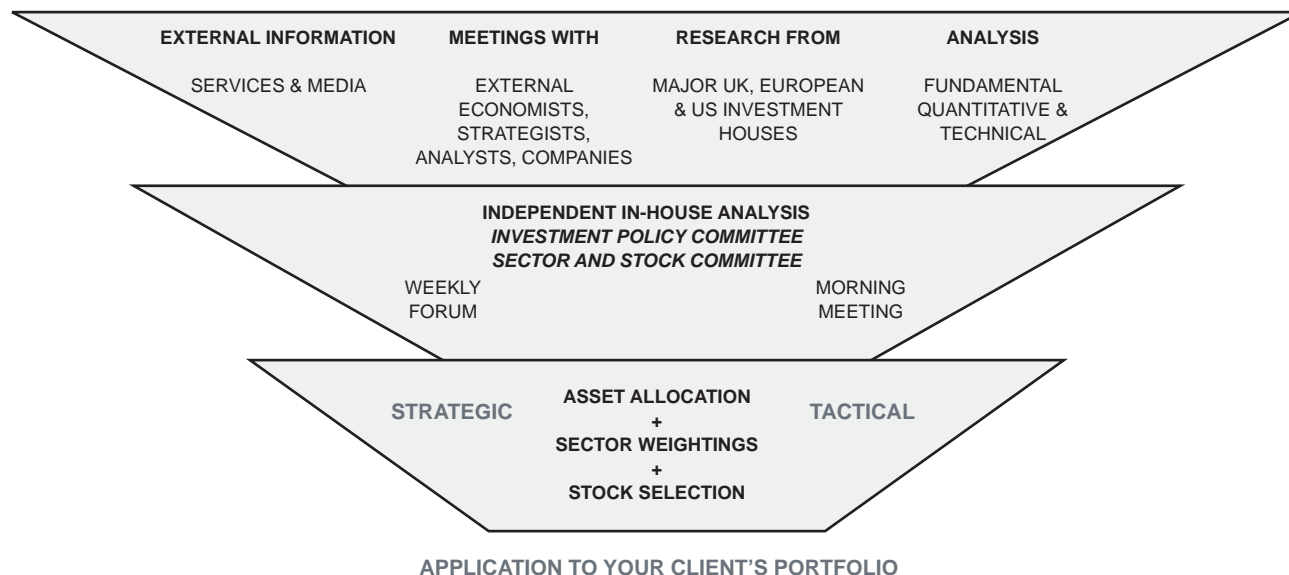 EXTERNAL INFORMATION
SERVICES & MEDIA
MEETINGS WITH
EXTERNAL
ECONOMISTS,
STRATEGISTS,
ANALYSTS, COMPANIES
RESEARCH FROM
MAJOR UK, EUROPEAN
& US INVESTMENT
HOUSES
ANALYSIS
FUNDAMENTAL
QUANTITATIVE &
TECHNICAL
INDEPENDENT IN-HOUSE ANALYSIS
INVESTMENT POLICY COMMITTEE
SECTOR AND STOCK COMMITTEE
WEEKLY
FORUM
MORNING
MEETING
STRATEGIC
ASSET ALLOCATION
+
SECTOR WEIGHTINGS
+
STOCK SELECTION
TACTICAL
APPLICATION TO YOUR CLIENT’S PORTFOLIO